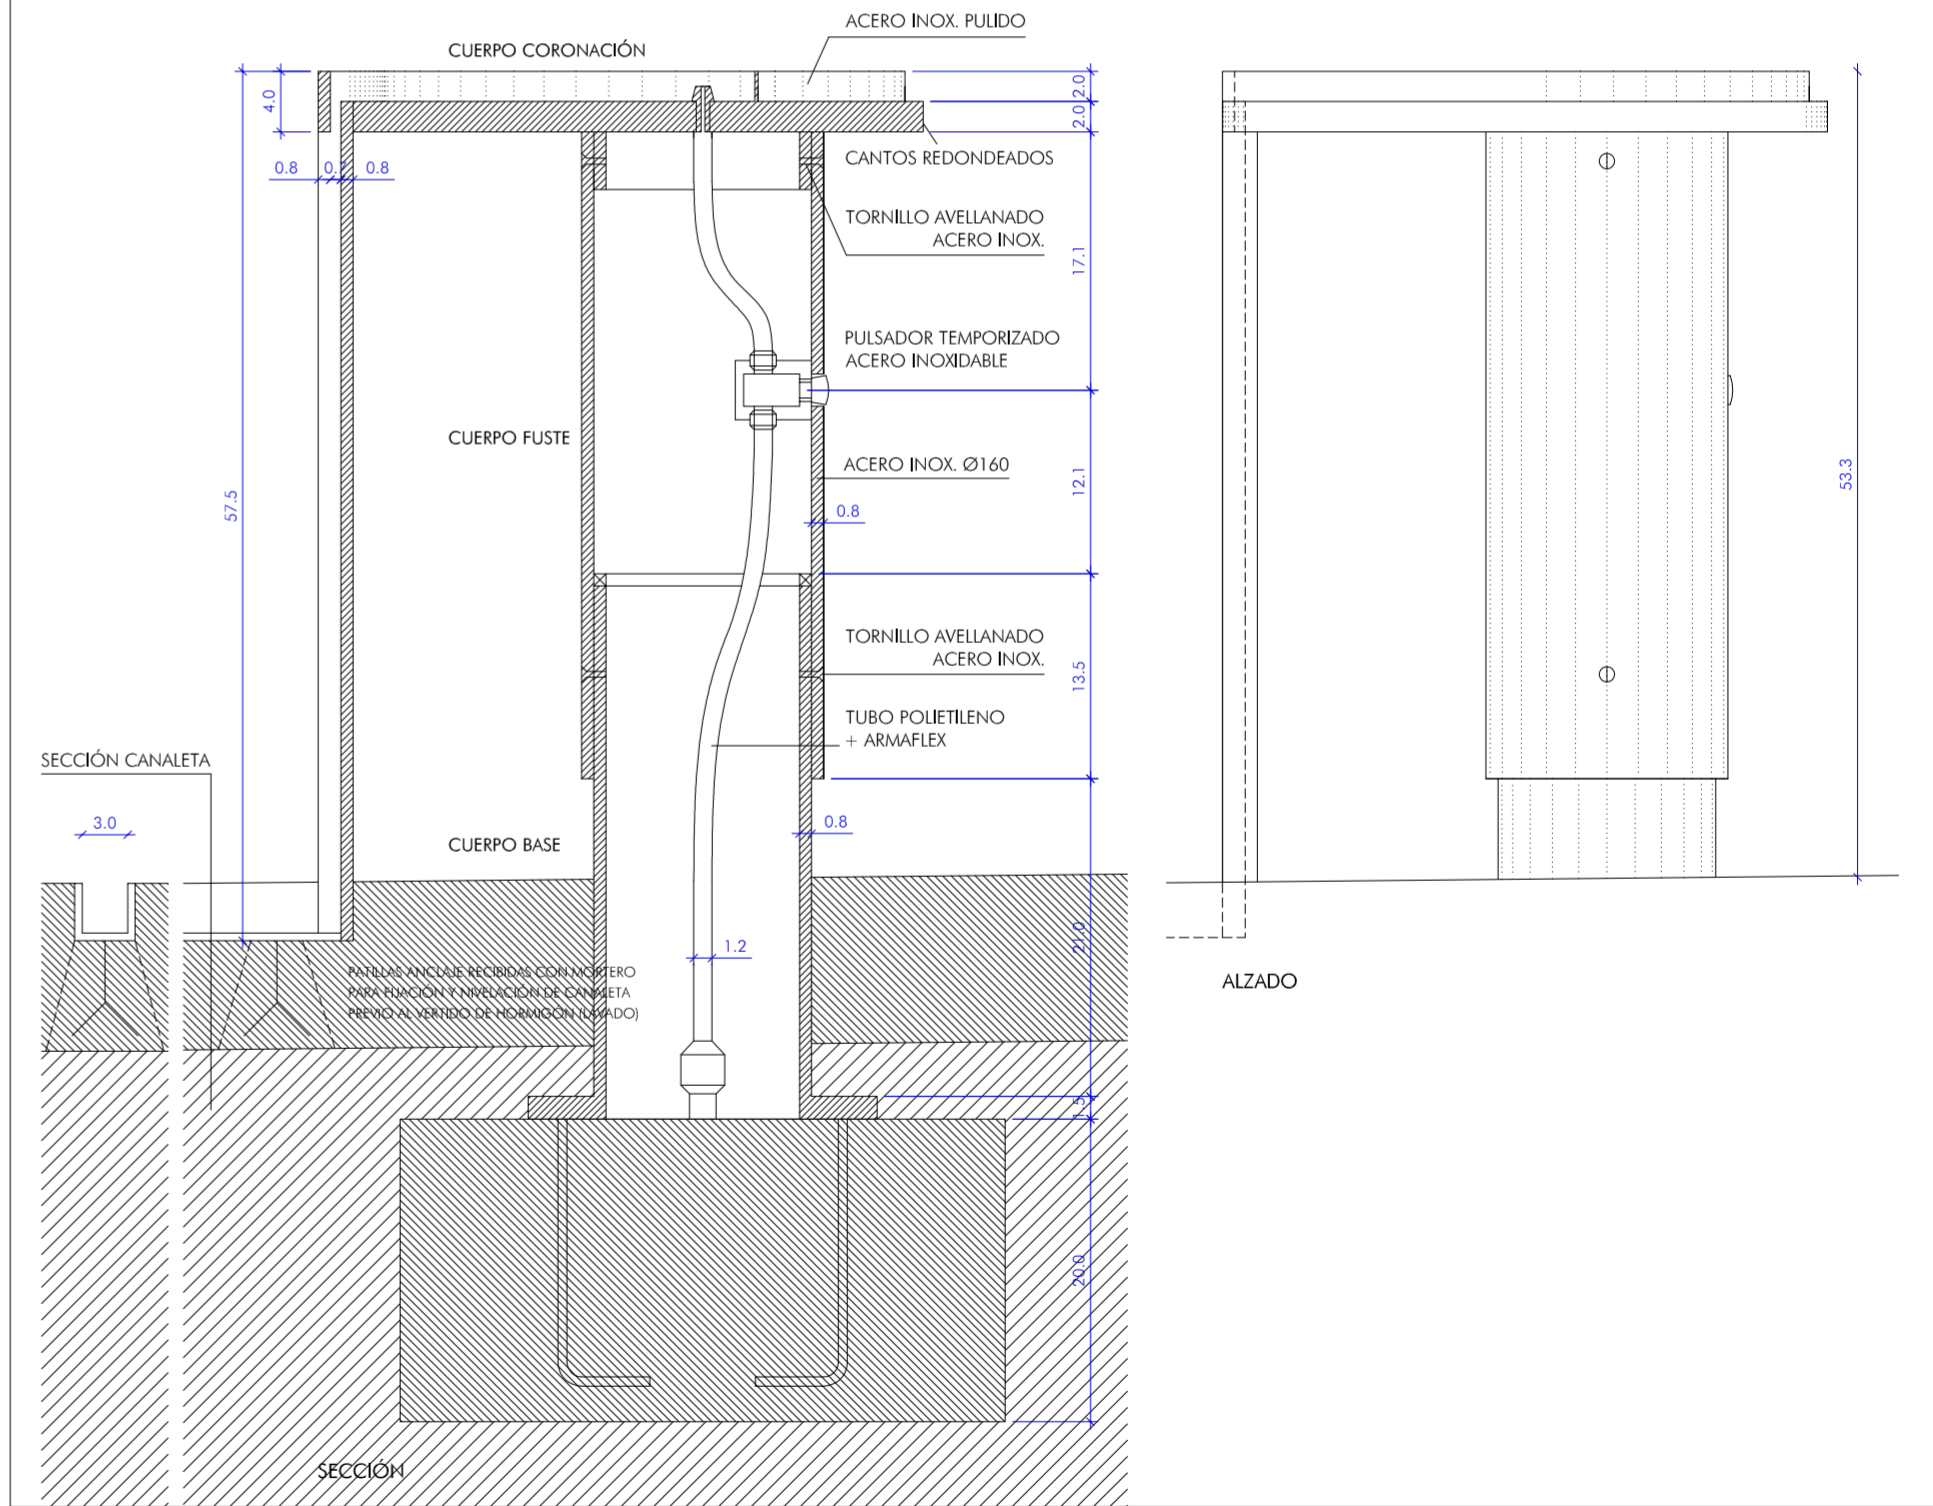 ACERO INOX. PULIDO
CUERPO CORONACIÓN
4.0
2.0
2.0
CANTOS REDONDEADOS
0.8
0.7
0.8
TORNILLO AVELLANADO
ACERO INOX.
17.1
PULSADOR TEMPORIZADO
ACERO INOXIDABLE
CUERPO FUSTE
ACERO INOX. Ø160
57.5
12.1
53.3
0.8
TORNILLO AVELLANADO
ACERO INOX.
13.5
TUBO POLIETILENO
+ ARMAFLEX
SECCIÓN CANALETA
3.0
0.8
CUERPO BASE
21.0
1.2
PATILLAS ANCLAJE RECIBIDAS CON MORTERO
PARA FIJACIÓN Y NIVELACIÓN DE CANALETA
PREVIO AL VERTIDO DE HORMIGON (LAVADO)
ALZADO
1.5
20.0
SECCIÓN